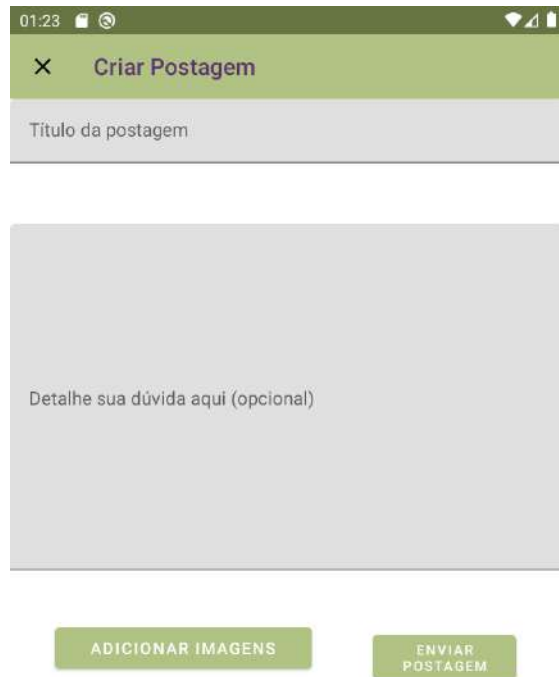 01:23
Criar Postagem
Título da postagem
Detalhe sua dúvida aqui (opcional)
ADICIONAR IMAGENS
ENVIAR
POSTAGEM